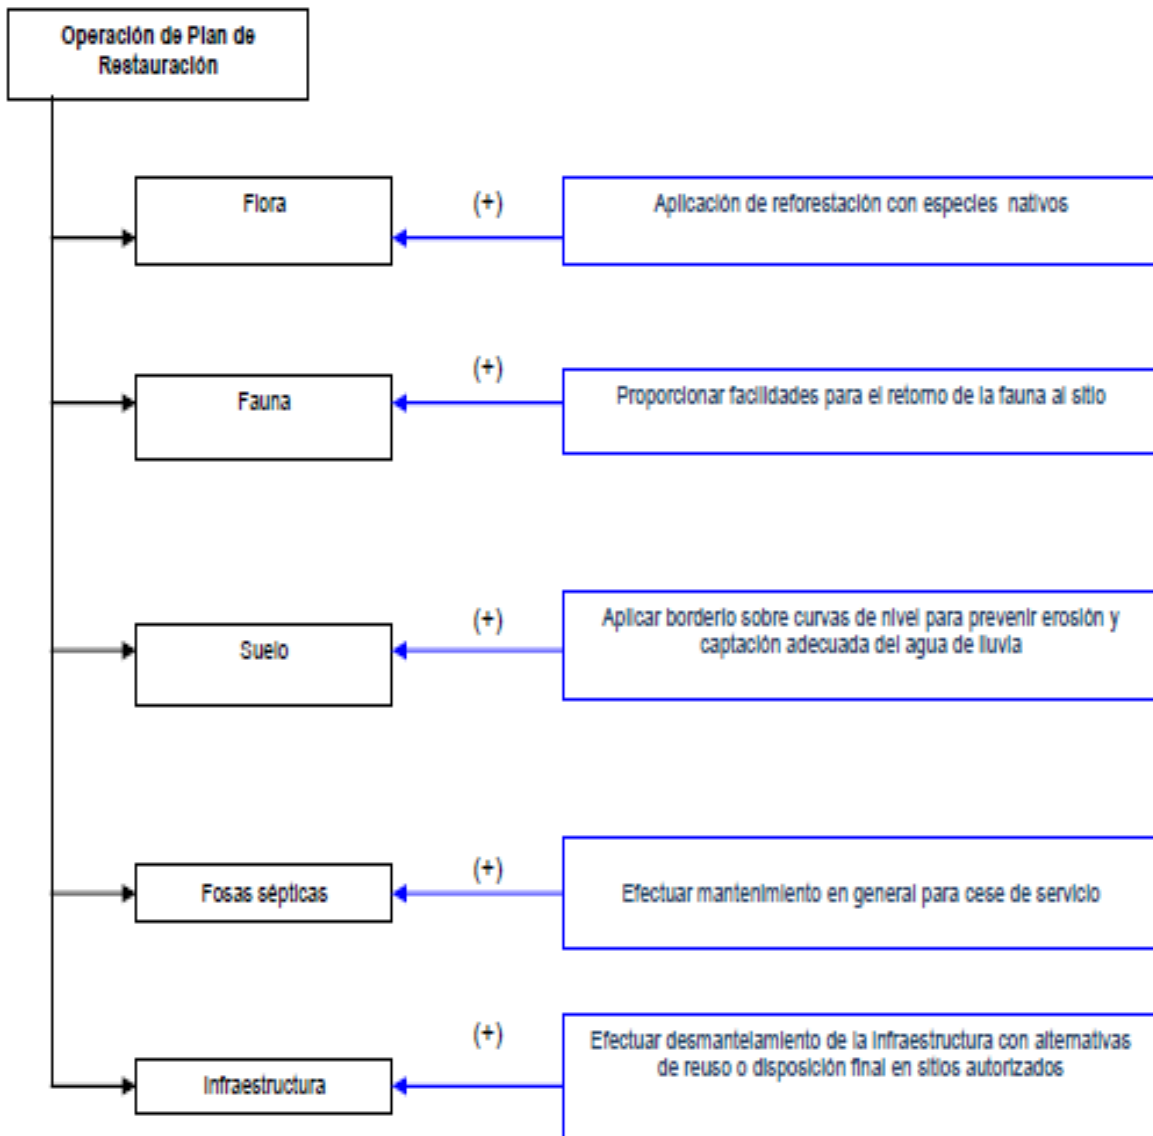 Operación de Plan de
Restauración
Flora
(+)
Aplicación de reforestación con especies nativos
Fauna
(+)
Proporcionar facilidades para el retorno de la fauna al sitio
Suelo
(+)
Aplicar borderio sobre curvas de nivel para prevenir erosión y
captación adecuada del agua de lluvia
Fosas sépticas
(+)
Efectuar mantenimiento en general para cese de servicio
Infraestructura
(+)
Efectuar desmantelamiento de la infraestructura con alternativas
de reuso o disposición final en sitios autorizados